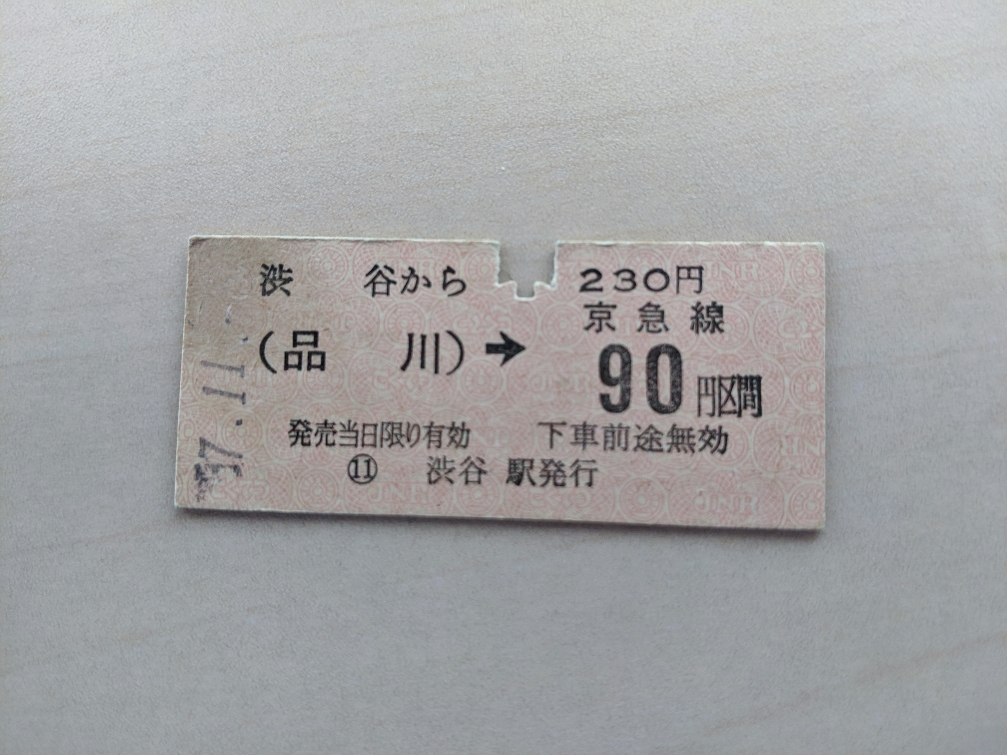 渋 谷から 230円
京急線
(品 川)→ 90円区間
発売当日限り有効 下車前途無効
⑪ 渋谷 駅発行